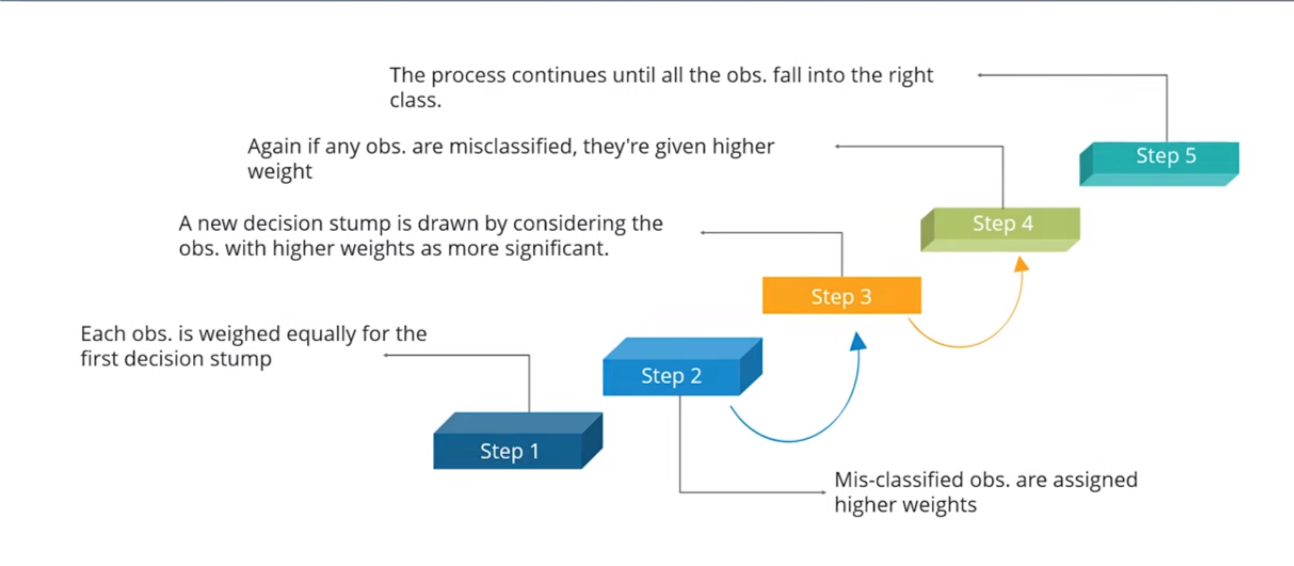 The process continues until all the obs. fall into the right
class.
Step 5
Again if any obs. are misclassified, they're given higher
weight
Step 4
A new decision stump is drawn by considering the
obs. with higher weights as more significant.
Step 3
Each obs. is weighed equally for the
first decision stump
Step 2
Step 1
Mis-classified obs. are assigned
higher weights